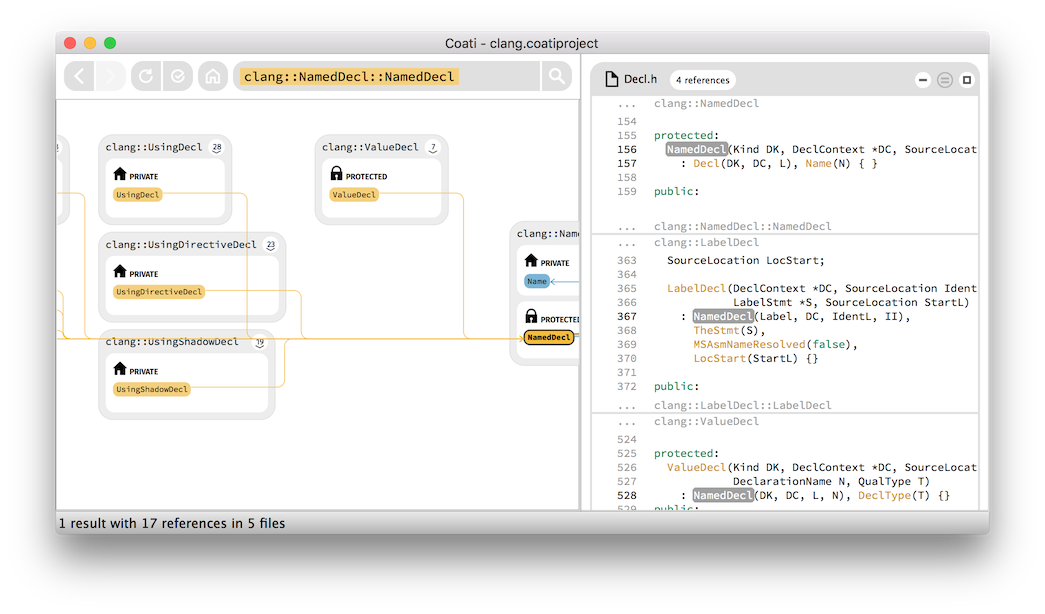 Coati - clang.coatiproject
clang::NamedDecl::NamedDecl
clang::UsingDecl 28
PRIVATE
UsingDecl
clang::ValueDecl 7
PROTECTED
ValueDecl
clang::UsingDirectiveDecl 23
PRIVATE
UsingDirectiveDecl
clang::UsingShadowDecl 19
PRIVATE
UsingShadowDecl
clang::Nam
PRIVATE
Name
PROTECTED
NamedDecl
Decl.h 4 references
... clang::NamedDecl
154
155 protected:
156 NamedDecl(Kind DK, DeclContext *DC, SourceLocat
157 : Decl(DK, DC, L), Name(N) { }
158
159 public:
... clang::NamedDecl::NamedDecl
... clang::LabelDecl
363 SourceLocation LocStart;
364
365 LabelDecl(DeclContext *DC, SourceLocation Ident
366 LabelStmt *S, SourceLocation StartL)
367 : NamedDecl(Label, DC, IdentL, II),
368 TheStmt(S),
369 MSAsmNameResolved(false),
370 LocStart(StartL) {}
371
372 public:
... clang::LabelDecl::LabelDecl
... clang::ValueDecl
524
525 protected:
526 ValueDecl(Kind DK, DeclContext *DC, SourceLocat
527 DeclarationName N, QualType T)
528 : NamedDecl(DK, DC, L, N), DeclType(T) {}
529 public:
1 result with 17 references in 5 files